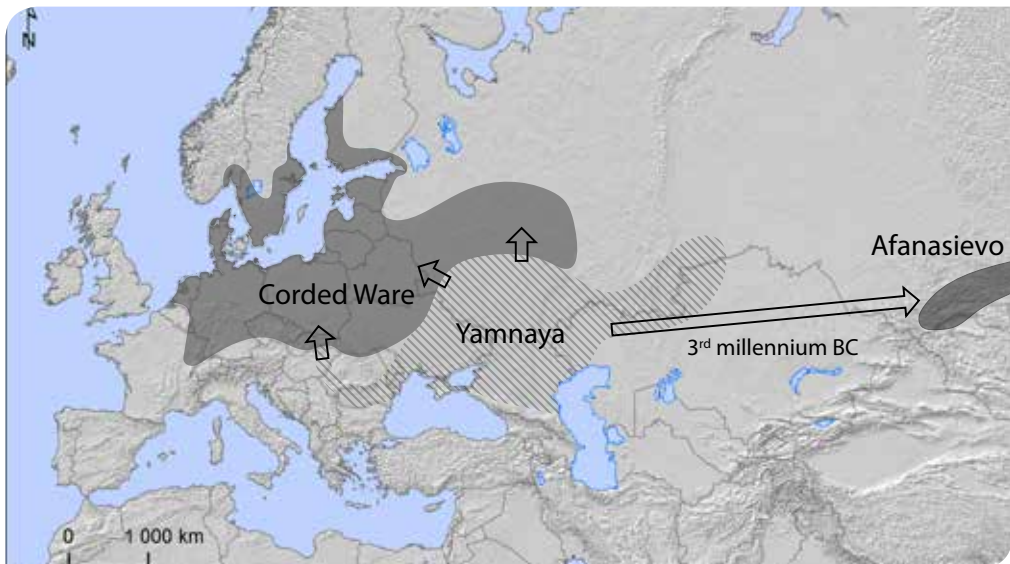 N
Afanasievo
Corded Ware
Yamnaya
3rd millennium BC
0 1 000 km